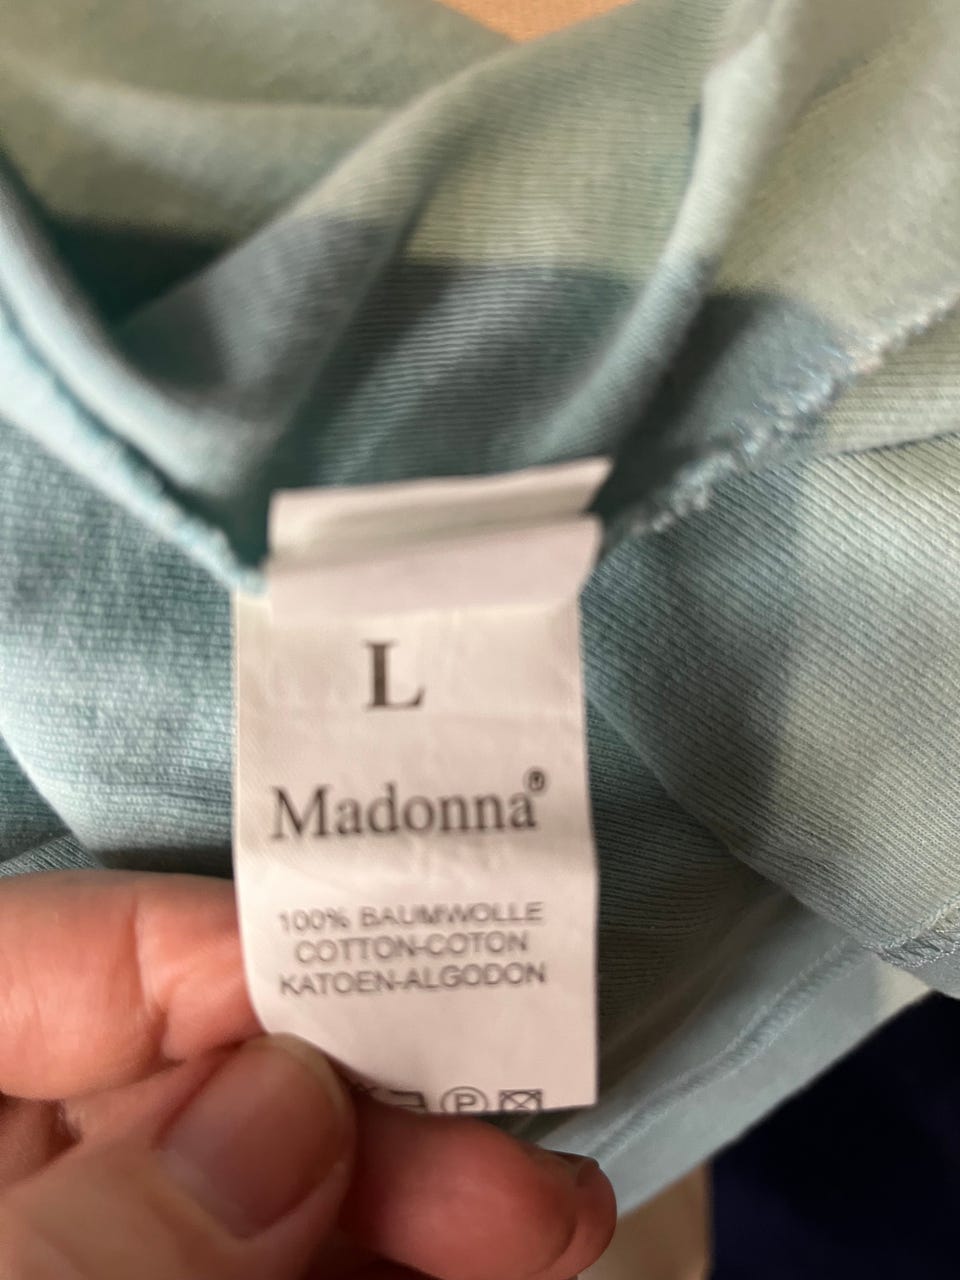 L
Madonna®
100% BAUMWOLLE
COTTON-COTON
KATOEN-ALGODON
P